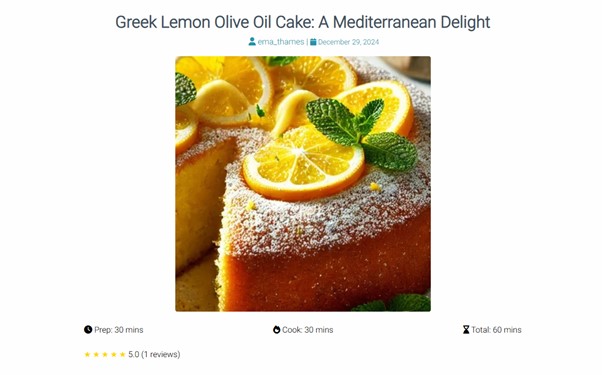 Greek Lemon Olive Oil Cake: A Mediterranean Delight
ema_thames | December 29, 2024
Prep: 30 mins Cook: 30 mins Total: 60 mins
★★★★★ 5.0 (1 reviews)